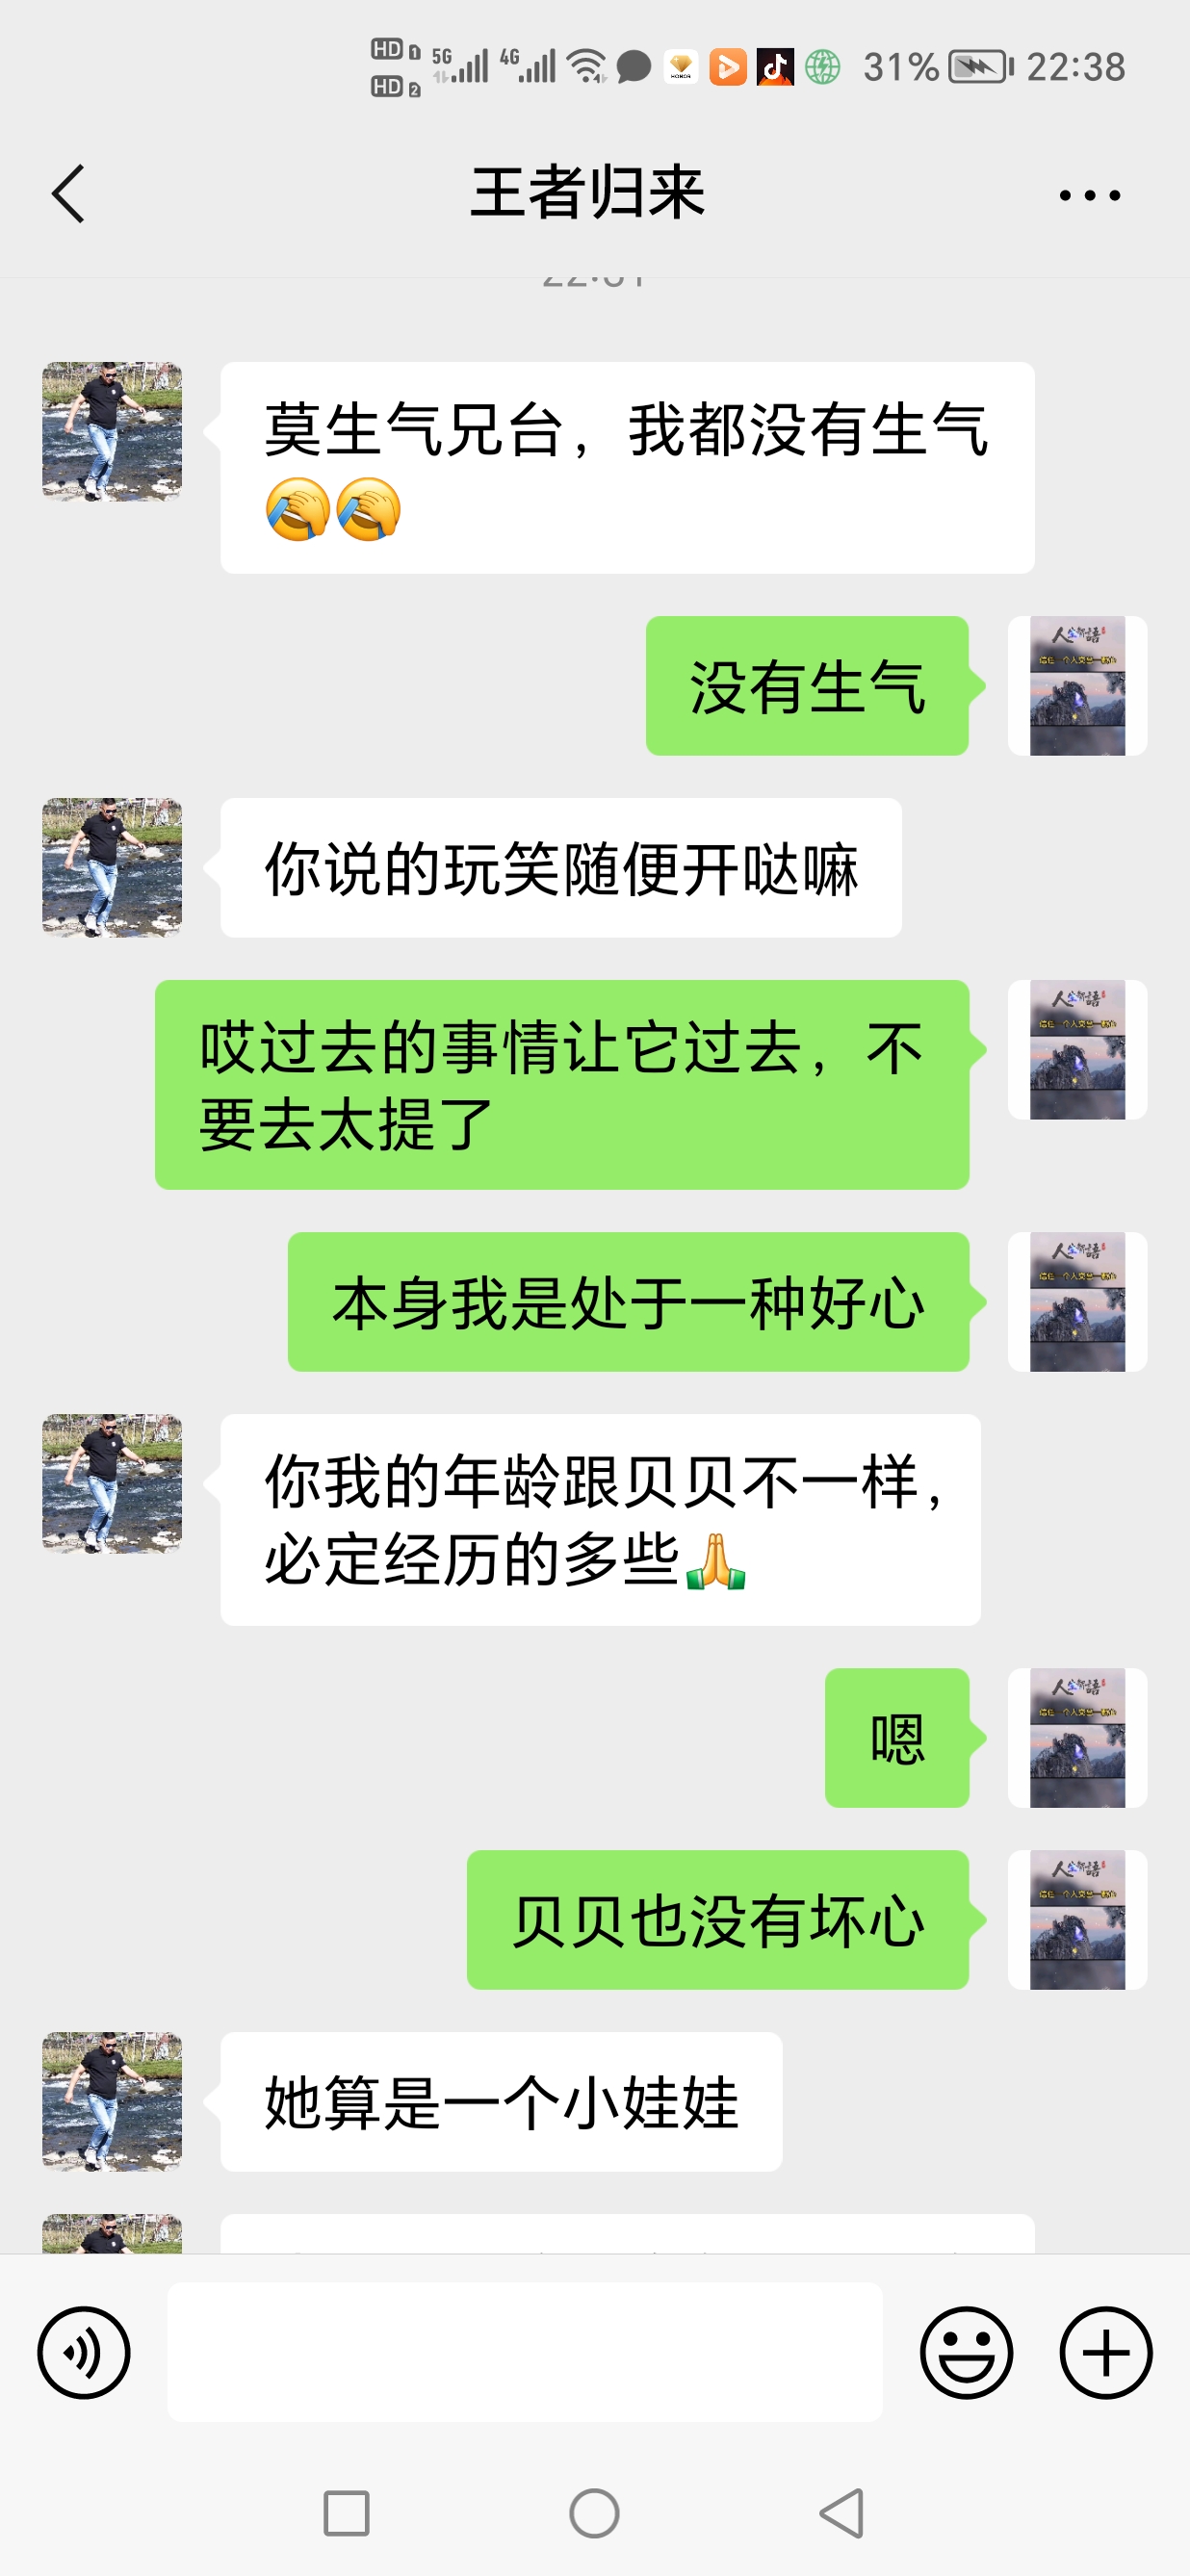 HD 1 5G 4G 31% 22:38
HD 2
王者归来
莫生气兄台，我都没有生气
没有生气
你说的玩笑随便开哒嘛
哎过去的事情让它过去，不
要去太提了
本身我是处于一种好心
你我的年龄跟贝贝不一样，
必定经历的多些
嗯
贝贝也没有坏心
她算是一个小娃娃